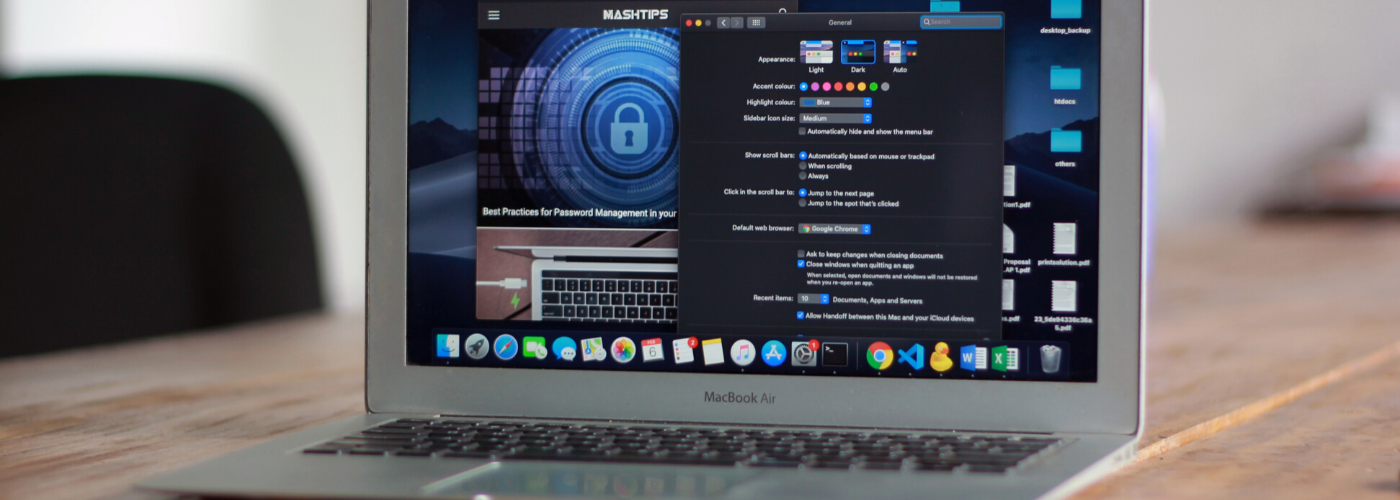 MASHTIPS
Best Practices for Password Management in your
General
Search
Appearance:
Light
Dark
Auto
Accent colour:
Highlight colour:
Blue
Sidebar icon size:
Medium
Automatically hide and show the menu bar
Show scroll bars:
Automatically based on mouse or trackpad
When scrolling
Always
Click in the scroll bar to:
Jump to the next page
Jump to the spot that's clicked
Default web browser:
Google Chrome
Ask to keep changes when closing documents
Close windows when quitting an app
When selected, open documents and windows will not be restored
when you re-open an app.
Recent items:
10
Documents, Apps and Servers
Allow Handoff between this Mac and your iCloud devices
desktop_backup
htdocs
others
tion1.pdf
Proposal
AP 1.pdf
printsolution.pdf
s.pdf
5.pdf
FEB
6
2
1
W
X
MacBook Air